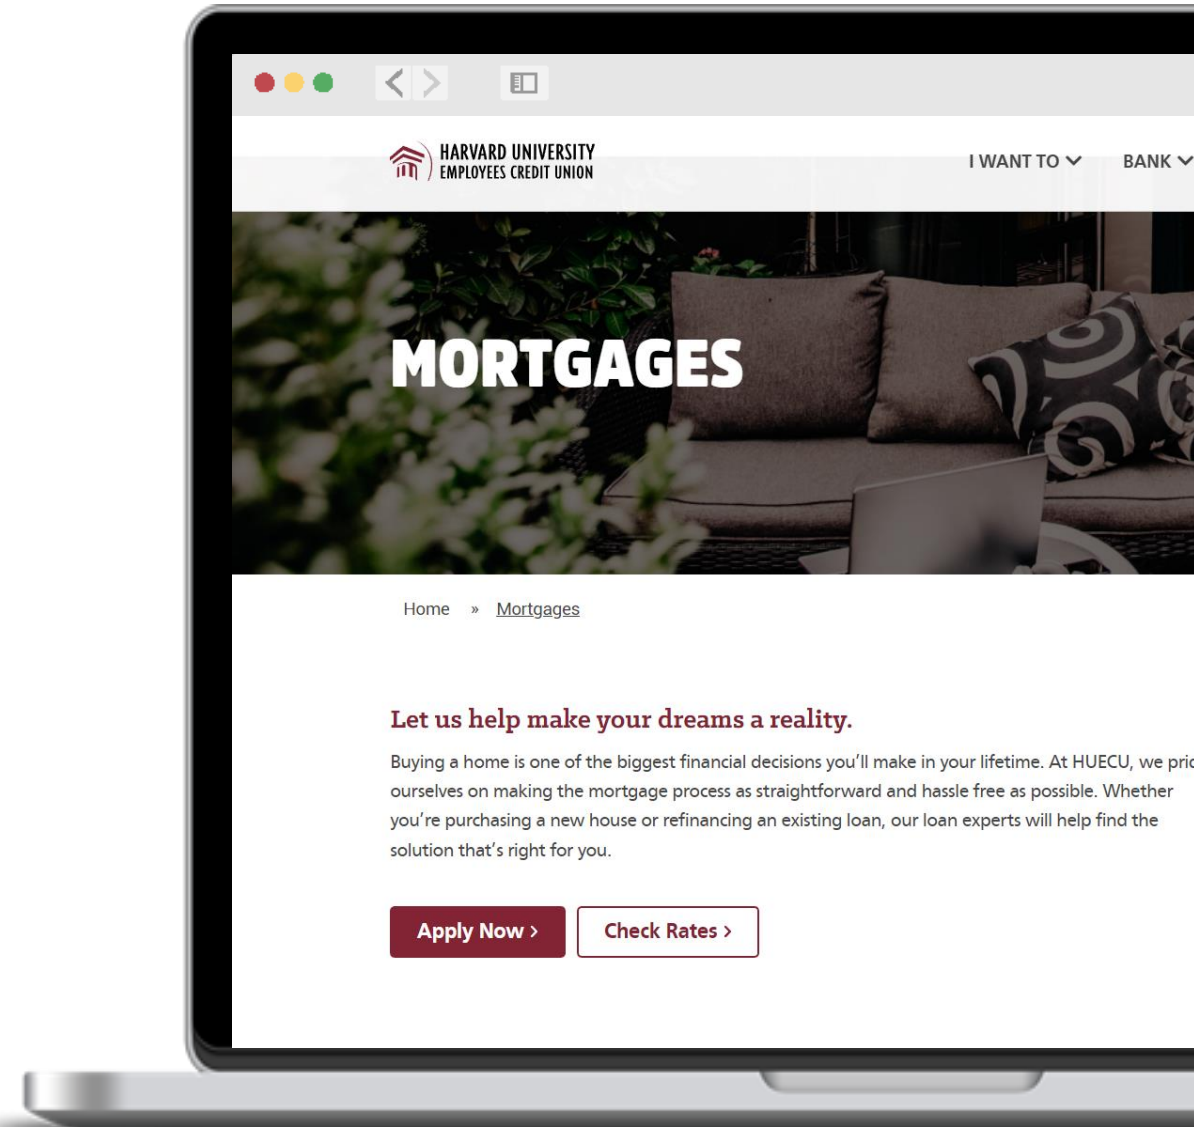 HARVARD UNIVERSITY
EMPLOYEES CREDIT UNION
I WANT TO
BANK
MORTGAGES
Home » Mortgages
Let us help make your dreams a reality.
Buying a home is one of the biggest financial decisions you’ll make in your lifetime. At HUECU, we
ourselves on making the mortgage process as straightforward and hassle free as possible. Whether
you’re purchasing a new house or refinancing an existing loan, our loan experts will help find the
solution that’s right for you.
Apply Now >
Check Rates >